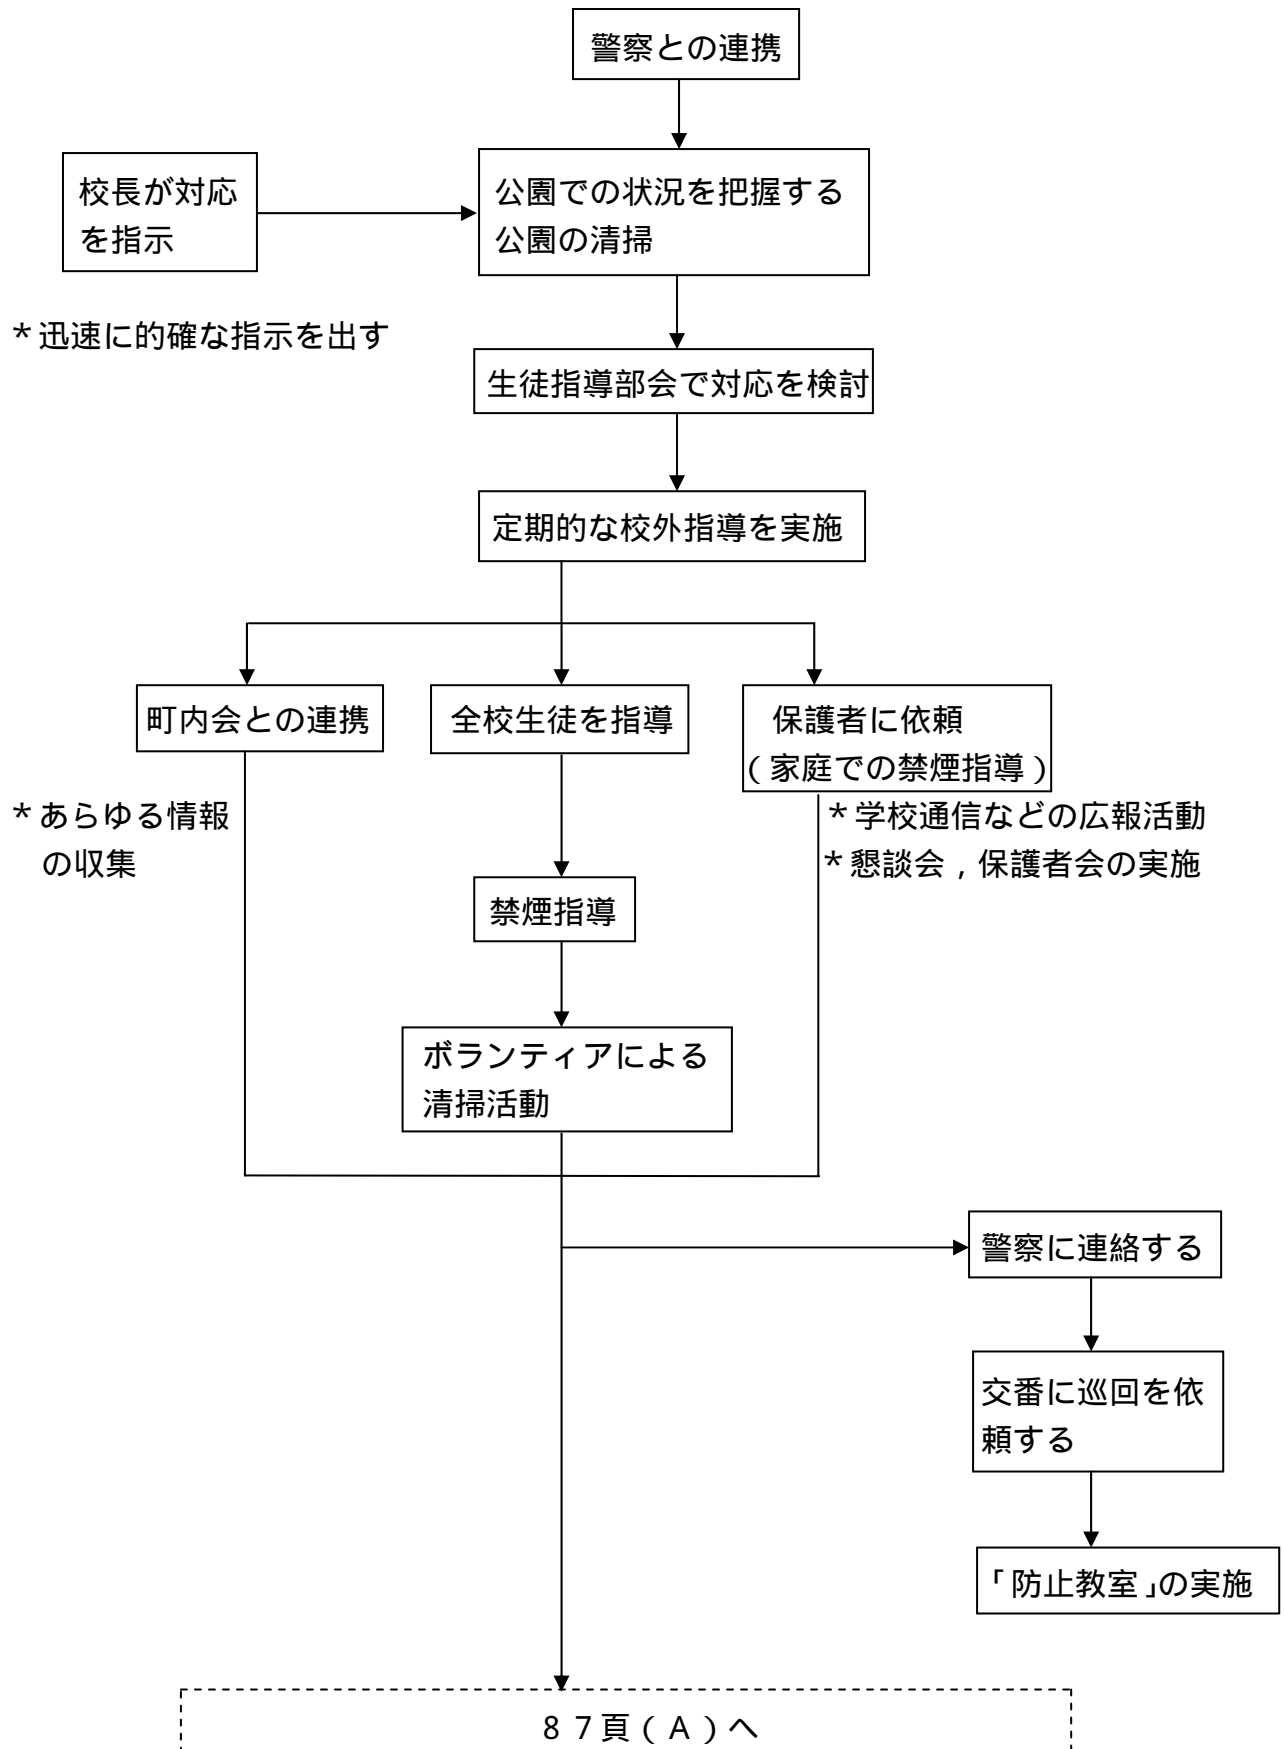 警察との連携
校長が対応
を指示
公園での状況を把握する
公園の清掃
*迅速に的確な指示を出す
生徒指導部会で対応を検討
定期的な校外指導を実施
町内会との連携
全校生徒を指導
保護者に依頼
(家庭での禁煙指導)
*あらゆる情報
の収集
*学校通信などの広報活動
*懇談会,保護者会の実施
禁煙指導
ボランティアによる
清掃活動
警察に連絡する
交番に巡回を依
頼する
「防止教室」の実施
87頁(A)へ